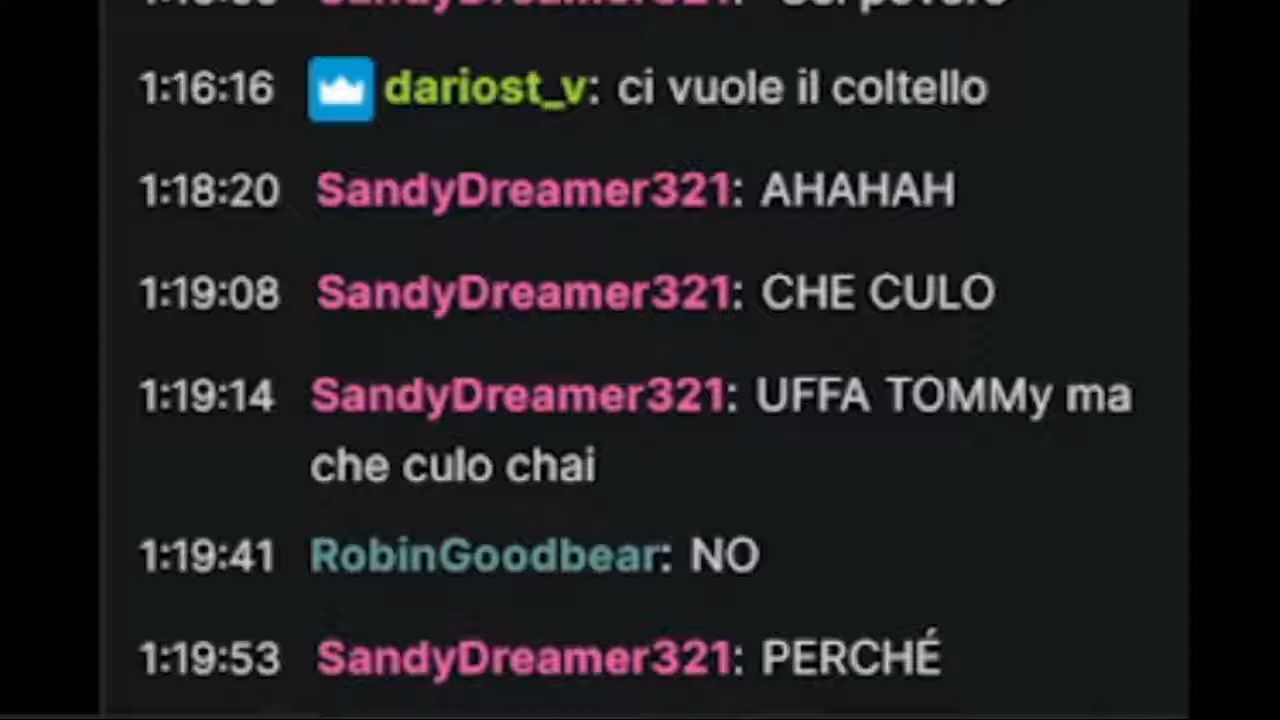 1:16:16 dariost_v: ci vuole il coltello
1:18:20 SandyDreamer321: AHAHAH
1:19:08 SandyDreamer321: CHE CULO
1:19:14 SandyDreamer321: UFFA TOMMy ma
che culo chai
1:19:41 RobinGoodbear: NO
1:19:53 SandyDreamer321: PERCHÉ